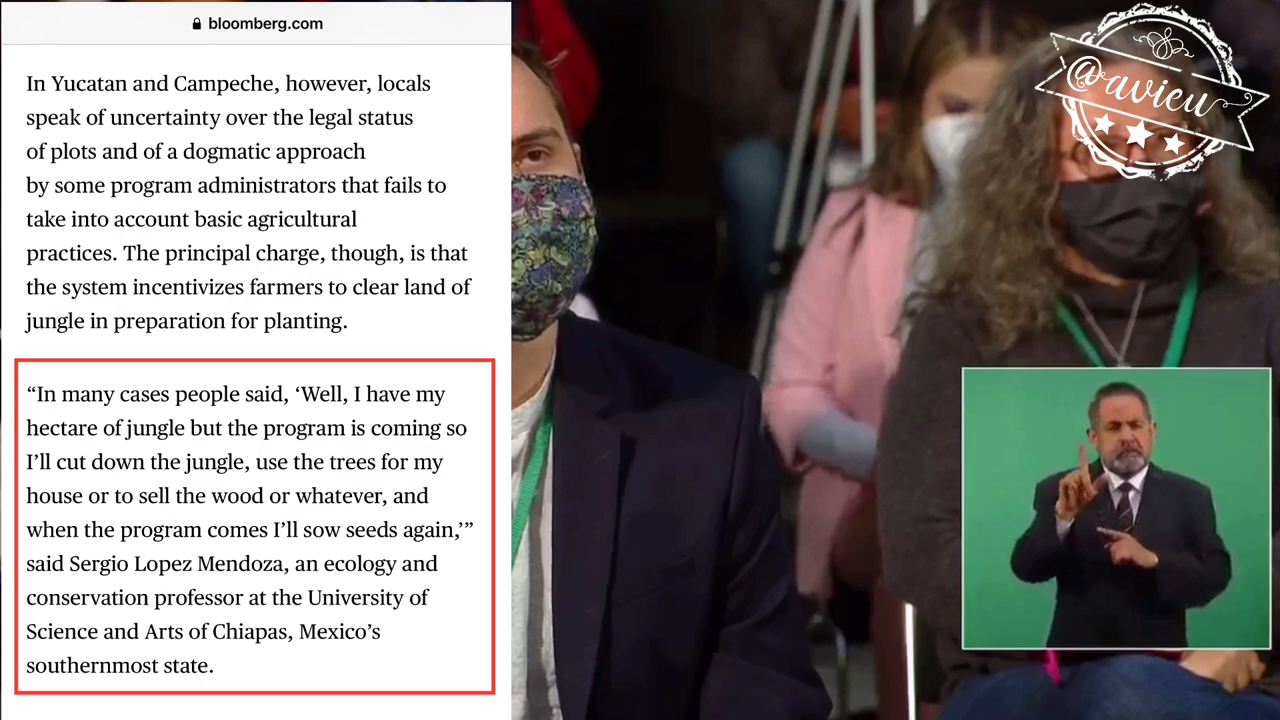 bloomberg.com
In Yucatan and Campeche, however, locals
speak of uncertainty over the legal status
of plots and of a dogmatic approach
by some program administrators that fails to
take into account basic agricultural
practices. The principal charge, though, is that
the system incentivizes farmers to clear land of
jungle in preparation for planting.
“In many cases people said, ‘Well, I have my
hectare of jungle but the program is coming so
I’ll cut down the jungle, use the trees for my
house or to sell the wood or whatever, and
when the program comes I’ll sow seeds again,’”
said Sergio Lopez Mendoza, an ecology and
conservation professor at the University of
Science and Arts of Chiapas, Mexico’s
southernmost state.
@avieu